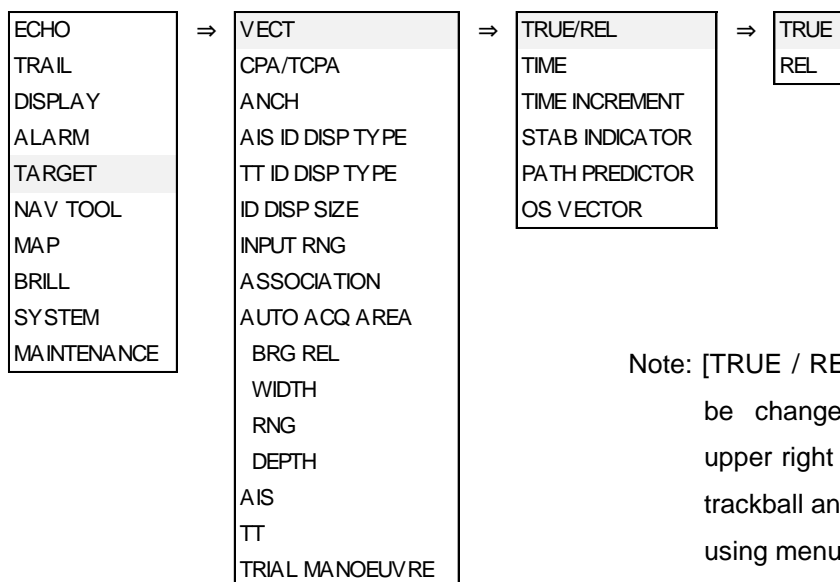 ECHO
TRAIL
DISPLAY
ALARM
TARGET
NAV TOOL
MAP
BRILL
SYSTEM
MAINTENANCE
⇒
VECT
CPA/TCPA
ANCH
AIS ID DISP TYPE
TT ID DISP TYPE
ID DISP SIZE
INPUT RNG
ASSOCIATION
AUTO ACQ AREA
BRG REL
WIDTH
RNG
DEPTH
AIS
TT
TRIAL MANOEUVRE
⇒
TRUE/REL
TIME
TIME INCREMENT
STAB INDICATOR
PATH PREDICTOR
OS VECTOR
⇒
TRUE
REL
Note: [TRUE / RE
be change
upper right
trackball an
using menu